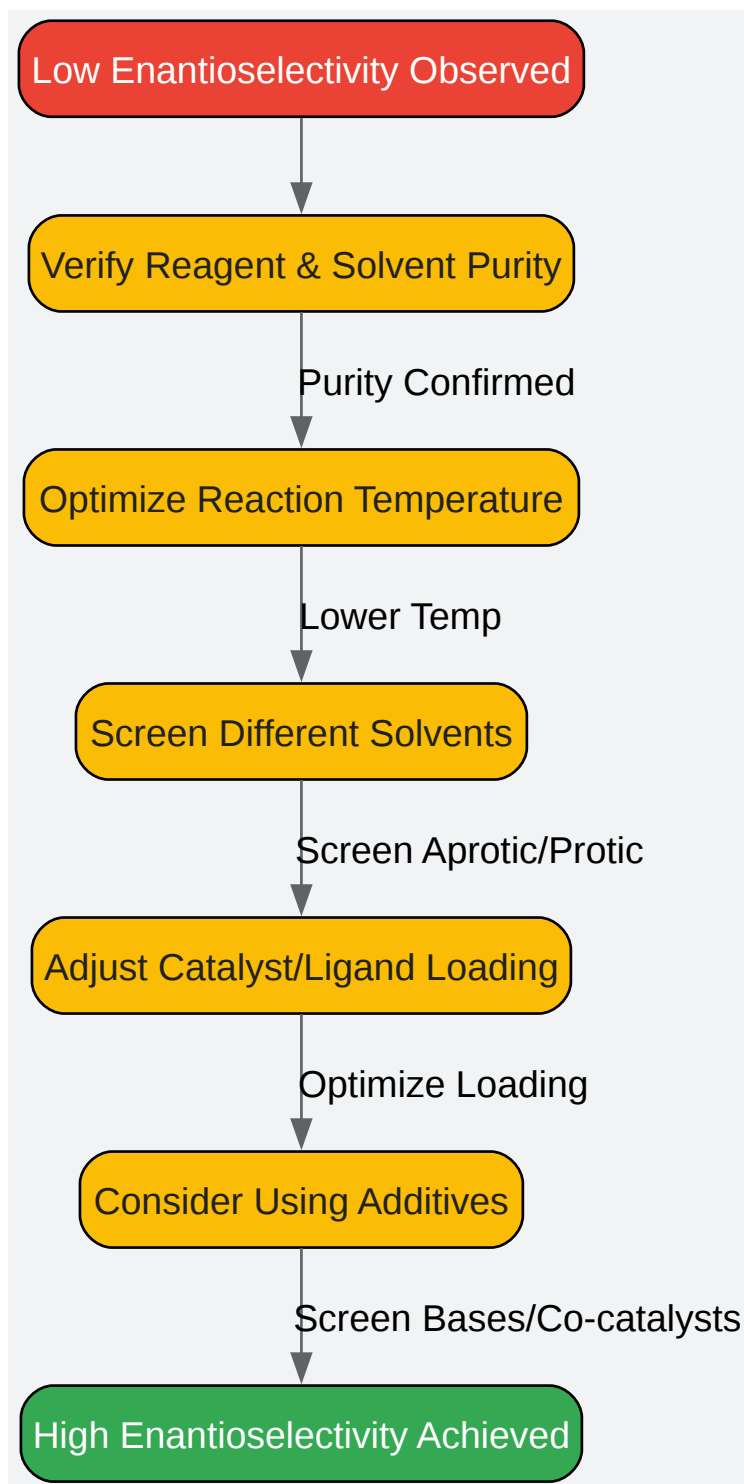 Low Enantioselectivity Observed
Verify Reagent & Solvent Purity
Purity Confirmed
Optimize Reaction Temperature
Lower Temp
Screen Different Solvents
Screen Aprotic/Protic
Adjust Catalyst/Ligand Loading
Optimize Loading
Consider Using Additives
Screen Bases/Co-catalysts
High Enantioselectivity Achieved